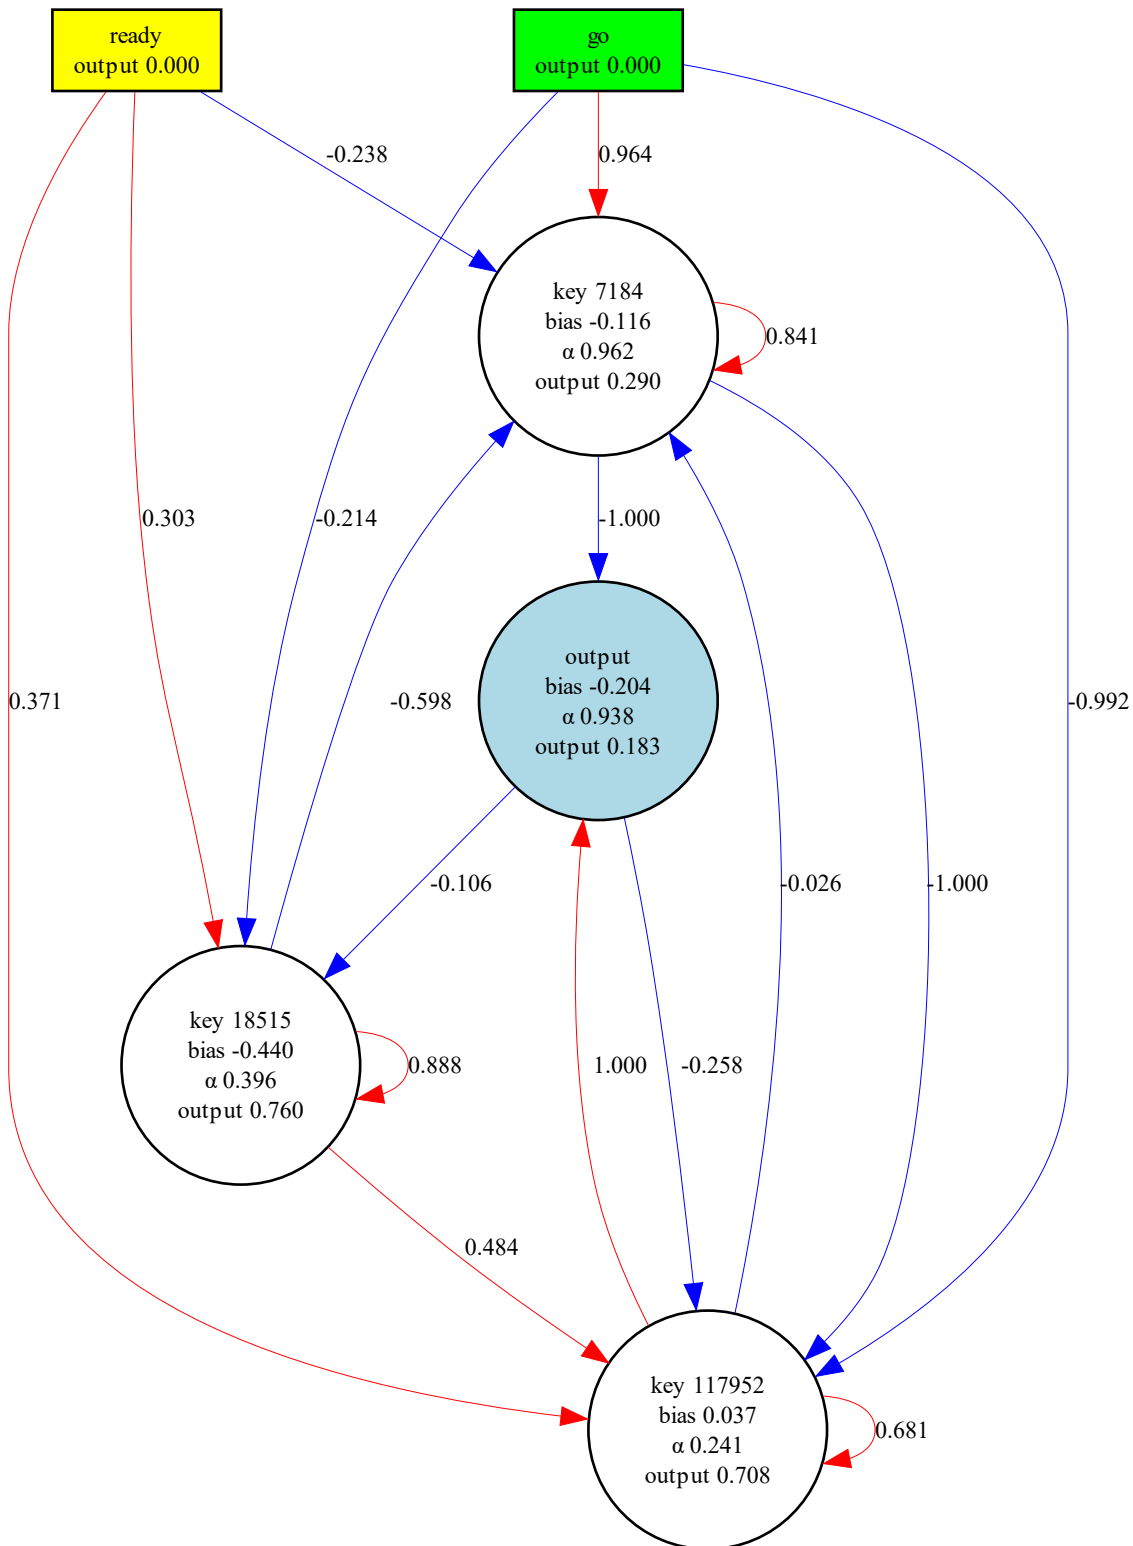 ready
output 0.000
go
output 0.000
-0.238
0.964
key 7184
bias -0.116
α 0.962
output 0.290
0.841
0.303
-0.214
-1.000
output
bias -0.204
α 0.938
output 0.183
0.371
-0.598
-0.992
-0.106
-0.026
-1.000
key 18515
bias -0.440
α 0.396
output 0.760
0.888
1.000
-0.258
0.484
key 117952
bias 0.037
α 0.241
output 0.708
0.681